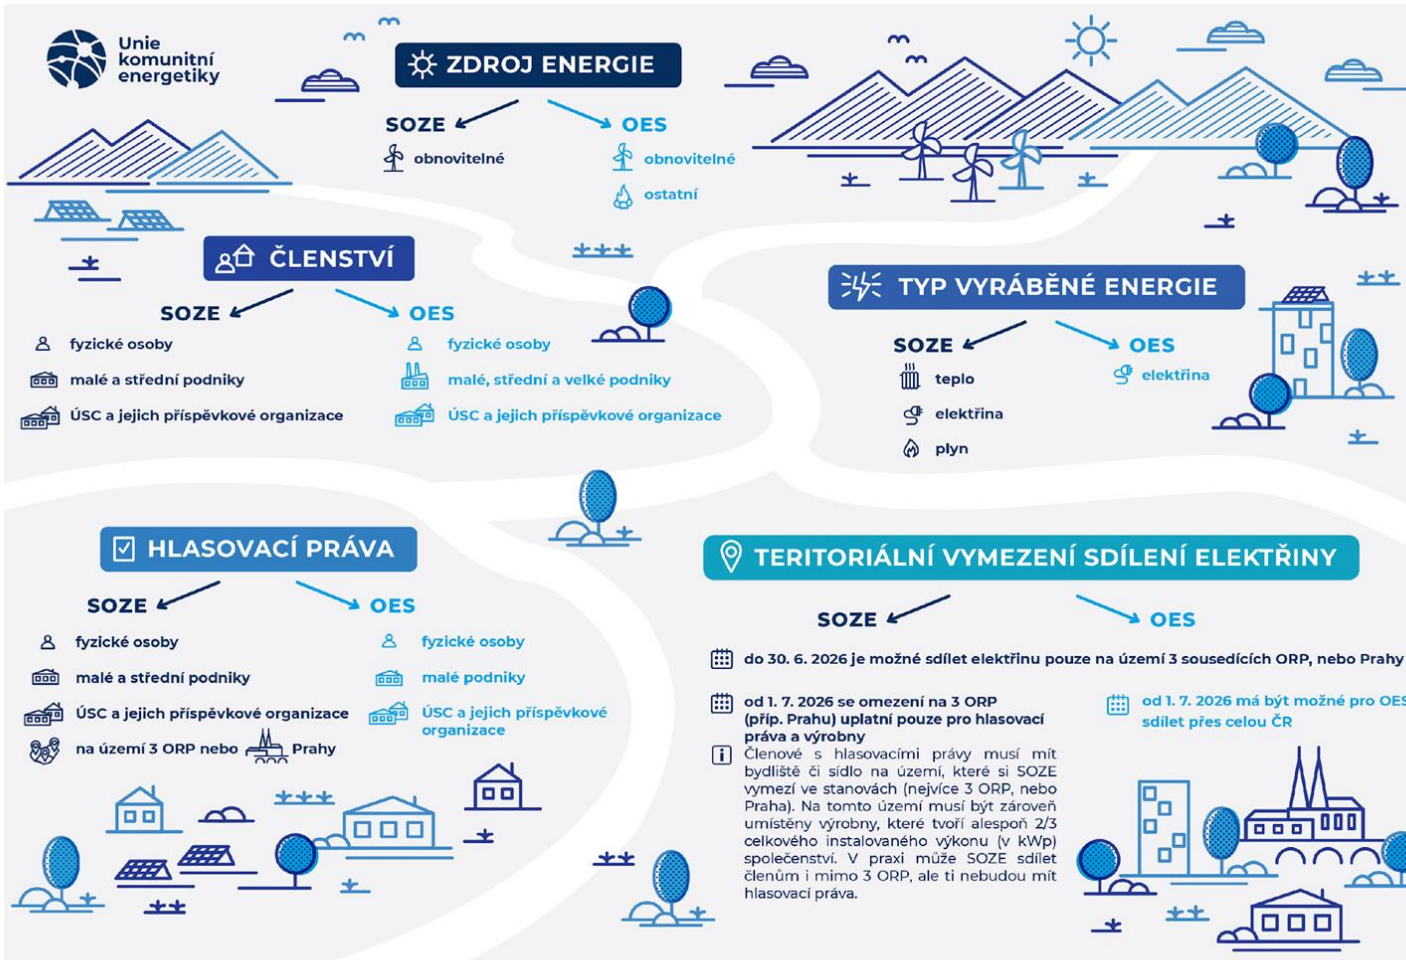 Unie
komunitní
energetiky
ZDROJ ENERGIE
SOZE
obnovitelné
OES
obnovitelné
ostatní
ČLENSTVÍ
SOZE
fyzické osoby
malé a střední podniky
ÚSC a jejich příspěvkové organizace
OES
fyzické osoby
malé, střední a velké podniky
ÚSC a jejich příspěvkové organizace
TYP VYRÁBĚNÉ ENERGIE
SOZE
teplo
elektřina
plyn
OES
elektřina
HLASOVACÍ PRÁVA
SOZE
fyzické osoby
malé a střední podniky
ÚSC a jejich příspěvkové organizace
na území 3 ORP nebo Prahy
OES
fyzické osoby
malé podniky
ÚSC a jejich příspěvkové
organizace
TERITORIÁLNÍ VYMEZENÍ SDÍLENÍ ELEKTŘINY
SOZE
OES
do 30. 6. 2026 je možné sdílet elektřinu pouze na území 3 sousedících ORP, nebo Prahy
od 1. 7. 2026 se omezení na 3 ORP
(příp. Prahu) uplatní pouze pro hlasovací
práva a výrobny
Členové s hlasovacími právy musí mít
bydliště či sídlo na území, které si SOZE
vymezí ve stanovách (nejvíce 3 ORP, nebo
Praha). Na tomto území musí být zároveň
umístěny výrobny, které tvoří alespoň 2/3
celkového instalovaného výkonu (v kWp)
společenství. V praxi může SOZE sdílet
členům i mimo 3 ORP, ale ti nebudou mít
hlasovací práva.
od 1. 7. 2026 má být možné pro OES
sdílet přes celou ČR